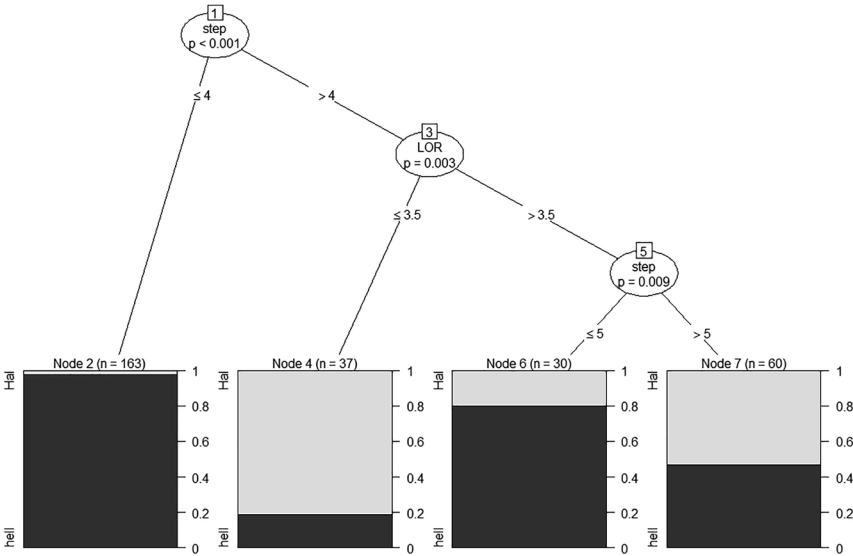 1
step
p < 0.001
≤ 4
> 4
3
LOR
p = 0.003
≤ 3.5
> 3.5
5
step
p = 0.009
≤ 5
> 5
Node 2 (n = 163)
Hal
hell
1
0.8
0.6
0.4
0.2
0
Node 4 (n = 37)
Hal
hell
1
0.8
0.6
0.4
0.2
0
Node 6 (n = 30)
Hal
hell
1
0.8
0.6
0.4
0.2
0
Node 7 (n = 60)
Hal
hell
1
0.8
0.6
0.4
0.2
0